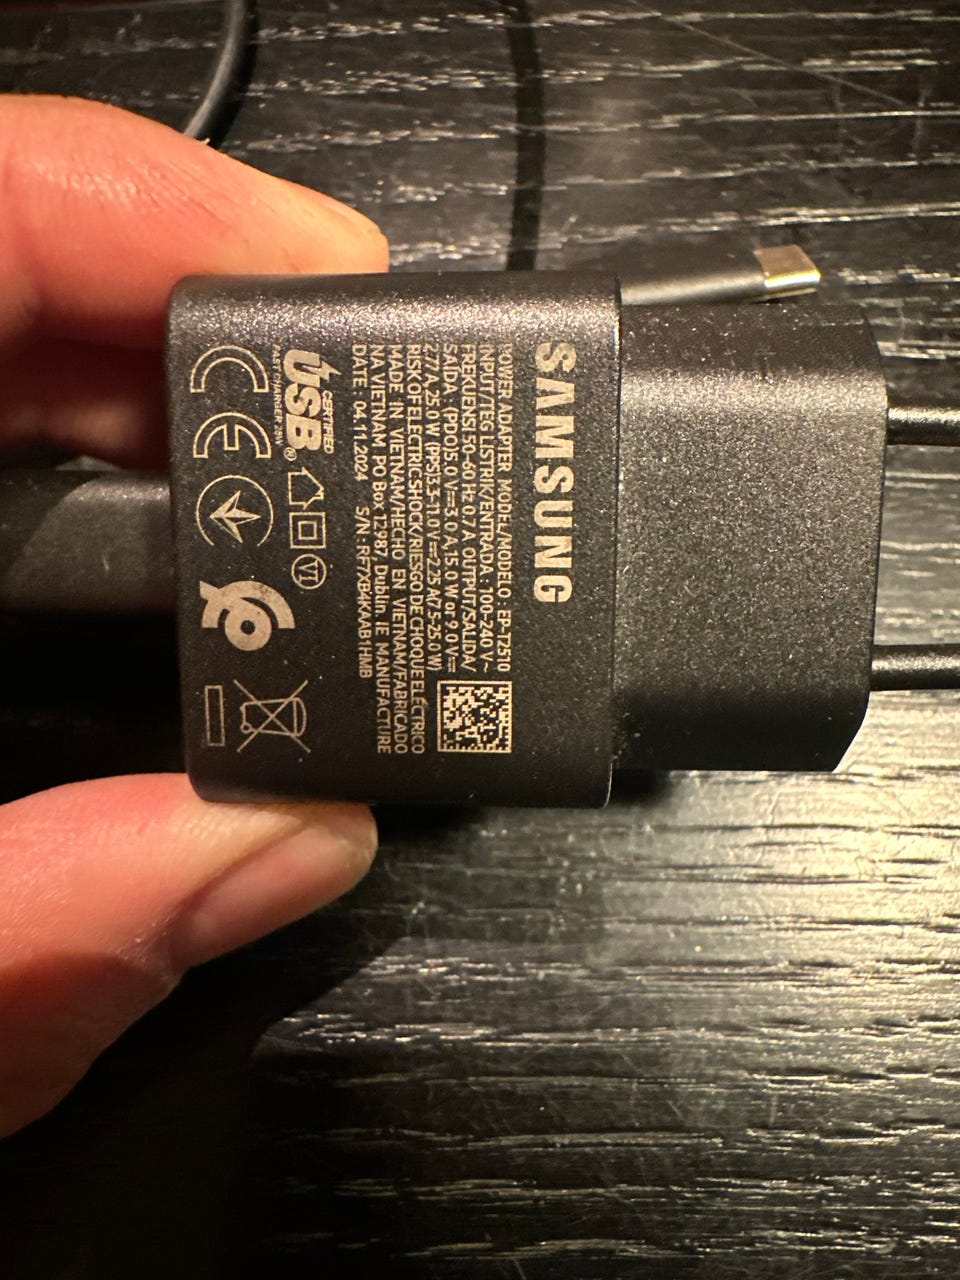 SAMSUNG
POWER ADAPTER MODEL/MODELO : EP-T2510
INPUT/TEG LISTRIK/ENTRADA : 100-240 V~
FREKUENSI 50-60 Hz 0.7 A OUTPUT/SALIDA/
SAÍDA : (PDO)5.0 V⎓3.0 A,15.0 W or 9.0 V⎓
2.77 A,25.0 W (PPS)3.3-11.0 V⎓2.25 A(7.5-25.0 W)
RISK OF ELECTRIC SHOCK/RIESGO DE CHOQUE ELÉCTRICO
MADE IN VIETNAM/HECHO EN VIETNAM/FABRICADO
NA VIETNAM PO Box 12987, Dublin. IE MANUFACTURE
DATE : 04.11.2024 S/N : RF7XB4KAAB1HMB
CERTIFIED
USB®
FAST CHARGER 25W
VI
CE